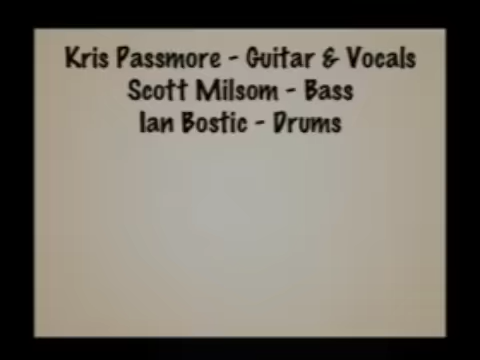 Kris Passmore - Guitar & Vocals
Scott Milsom - Bass
Ian Bostic - Drums